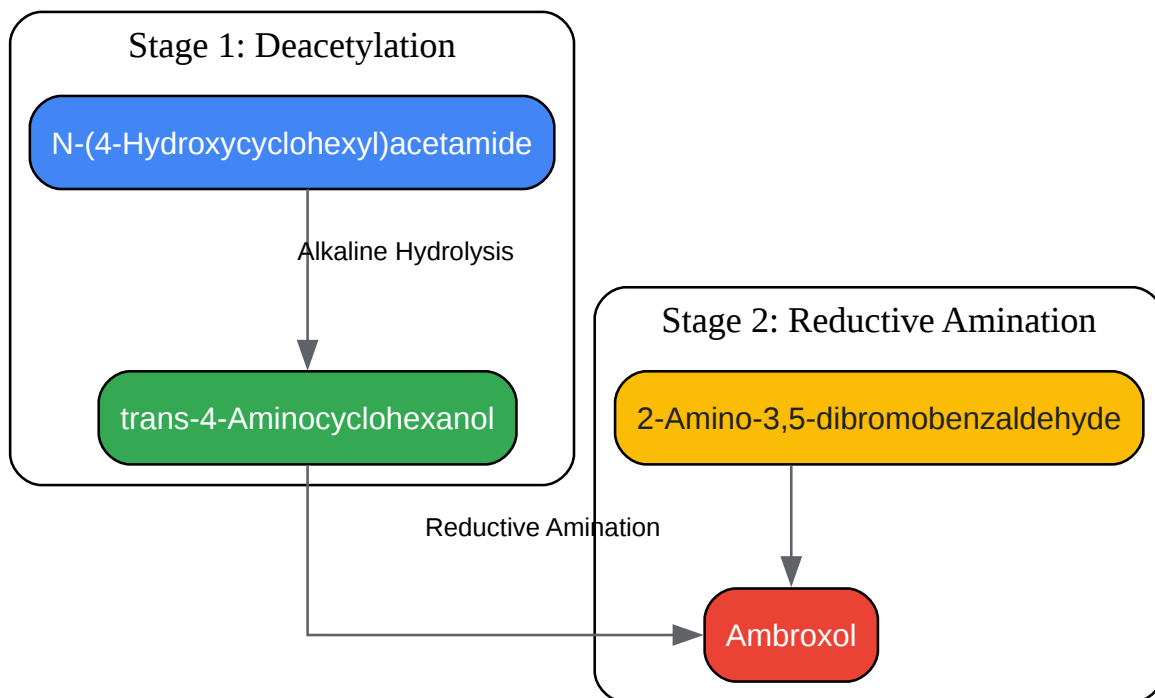 Stage 1: Deacetylation
N-(4-Hydroxycyclohexyl)acetamide
Alkaline Hydrolysis
trans-4-Aminocyclohexanol
Stage 2: Reductive Amination
2-Amino-3,5-dibromobenzaldehyde
Reductive Amination
Ambroxol